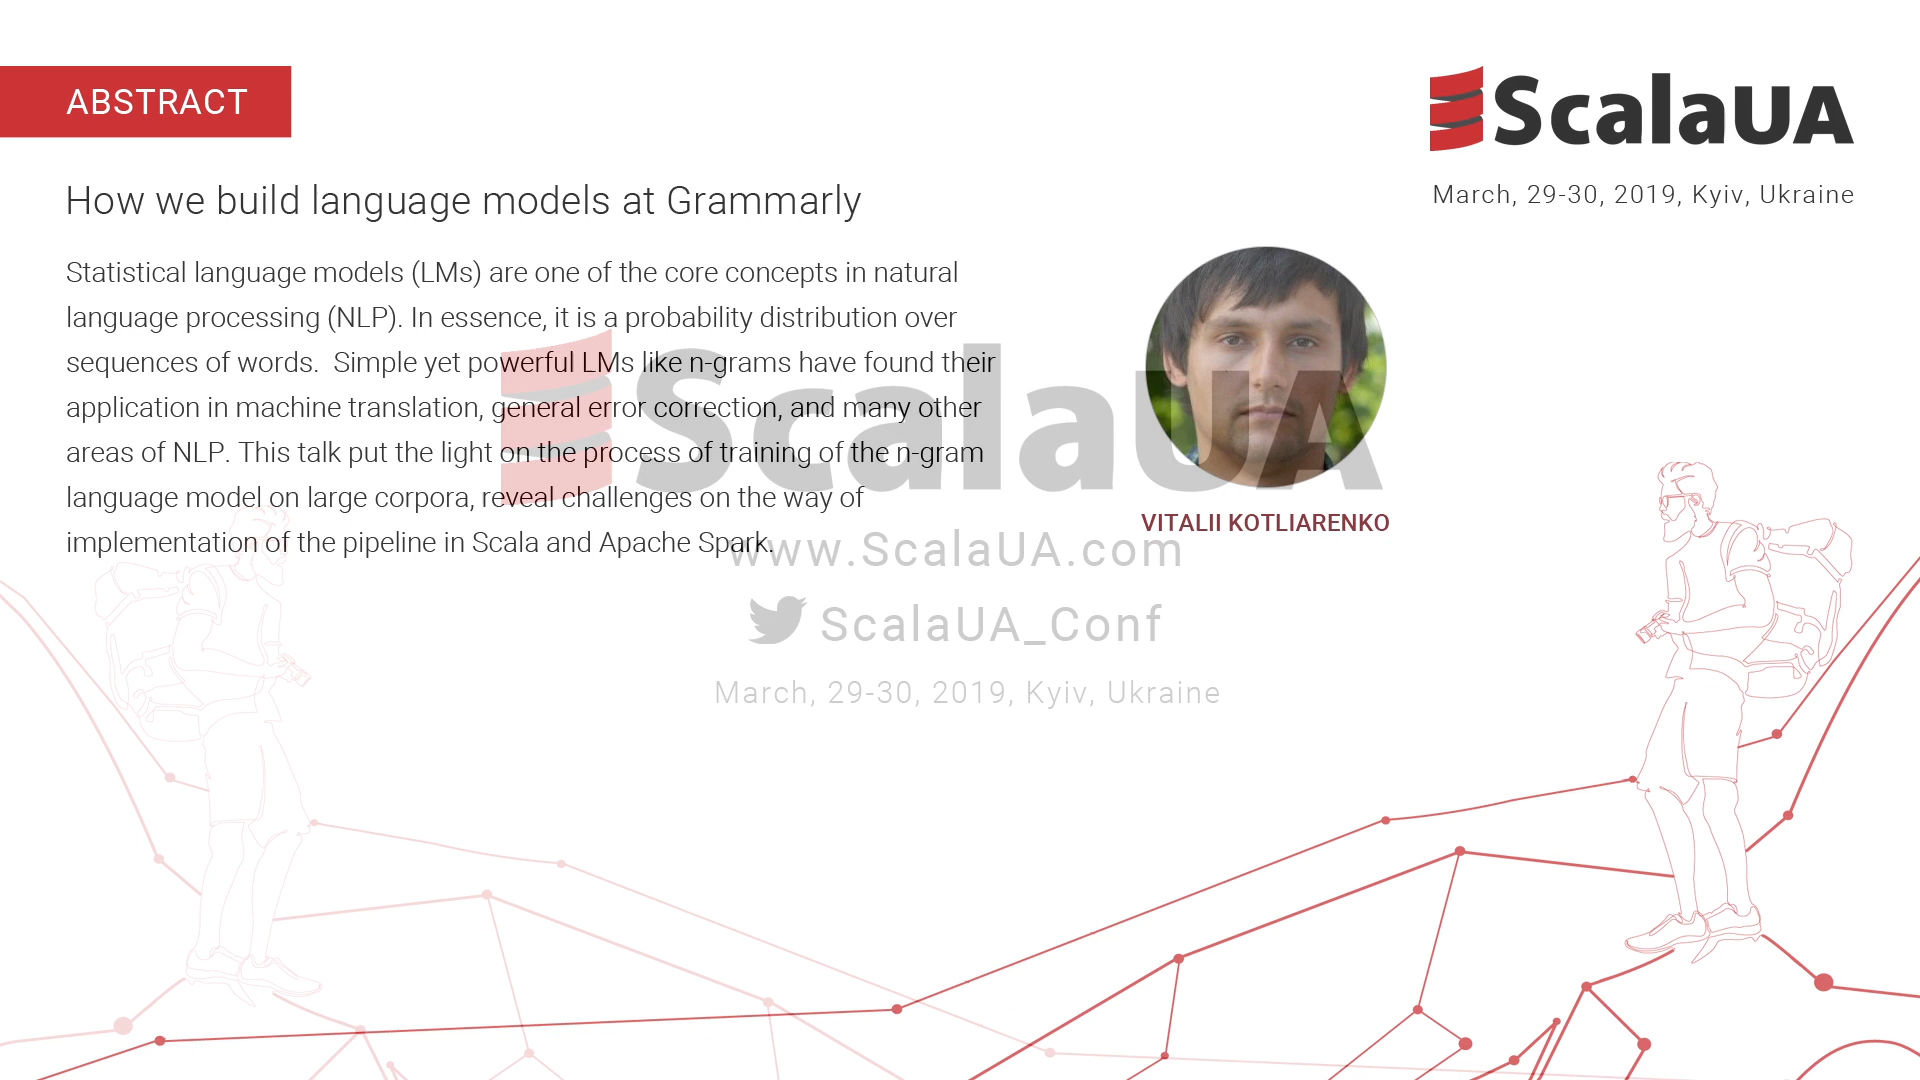 ABSTRACT
ScalaUA
March, 29-30, 2019, Kyiv, Ukraine
How we build language models at Grammarly
Statistical language models (LMs) are one of the core concepts in natural
language processing (NLP). In essence, it is a probability distribution over
sequences of words.  Simple yet powerful LMs like n-grams have found their
application in machine translation, general error correction, and many other
areas of NLP. This talk put the light on the process of training of the n-gram
language model on large corpora, reveal challenges on the way of
implementation of the pipeline in Scala and Apache Spark.
VITALII KOTLIARENKO
ScalaUA
www.ScalaUA.com
ScalaUA_Conf
March, 29-30, 2019, Kyiv, Ukraine